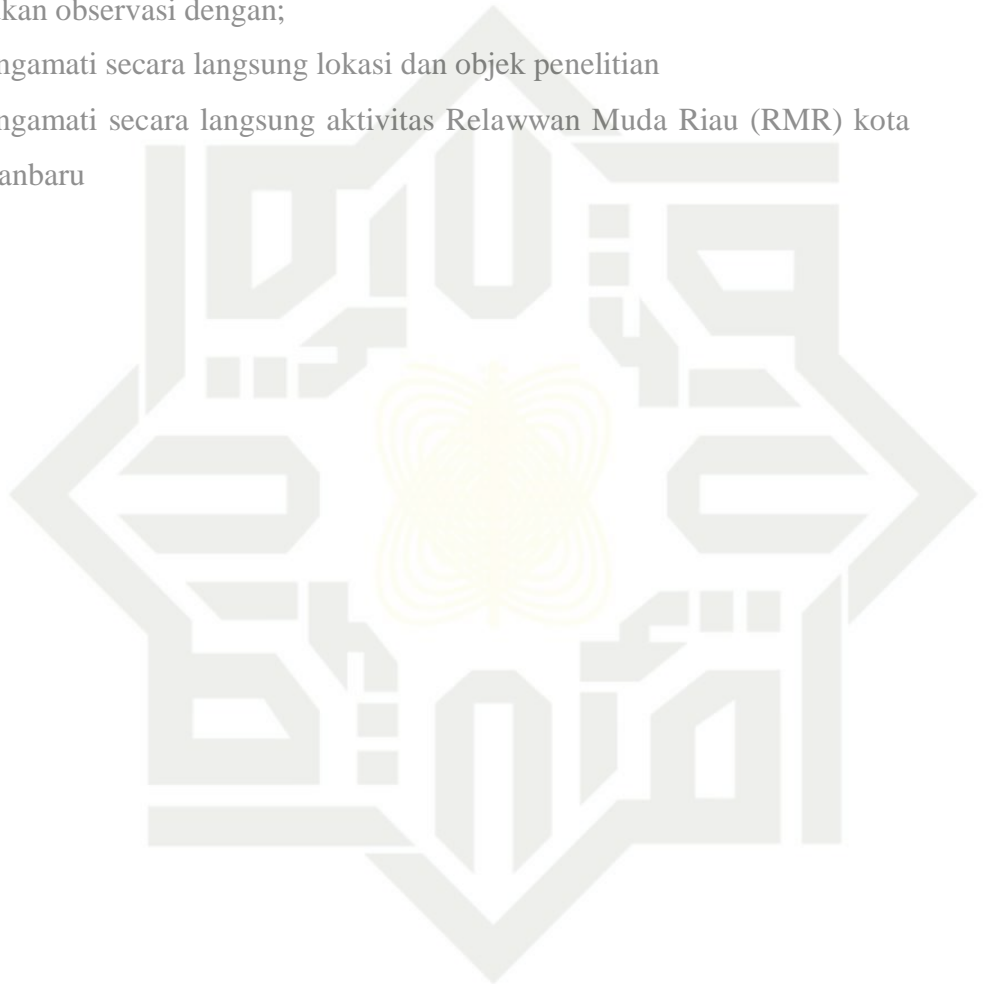 kan observasi dengan;
ngamati secara langsung lokasi dan objek penelitian
ngamati secara langsung aktivitas Relawwan Muda Riau (RMR) kota
anbaru